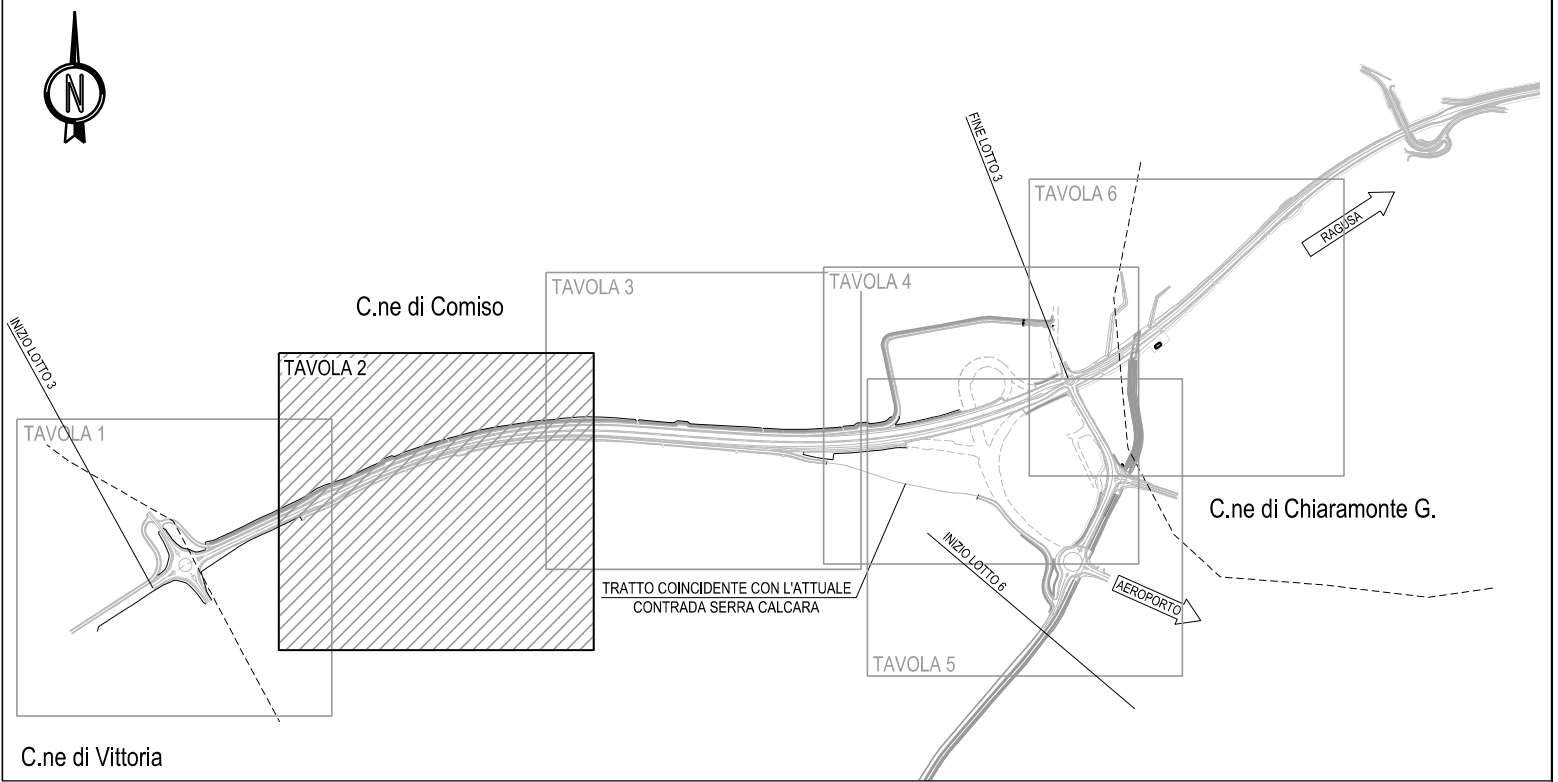 N
FINE LOTTO 3
TAVOLA 6
RAGUSA
TAVOLA 4
TAVOLA 3
C.ne di Comiso
INIZIO LOTTO 3
TAVOLA 2
TAVOLA 1
C.ne di Chiaramonte G.
INIZIO LOTTO 6
TRATTO COINCIDENTE CON L'ATTUALE
CONTRADA SERRA CALCARA
AEROPORTO
TAVOLA 5
C.ne di Vittoria